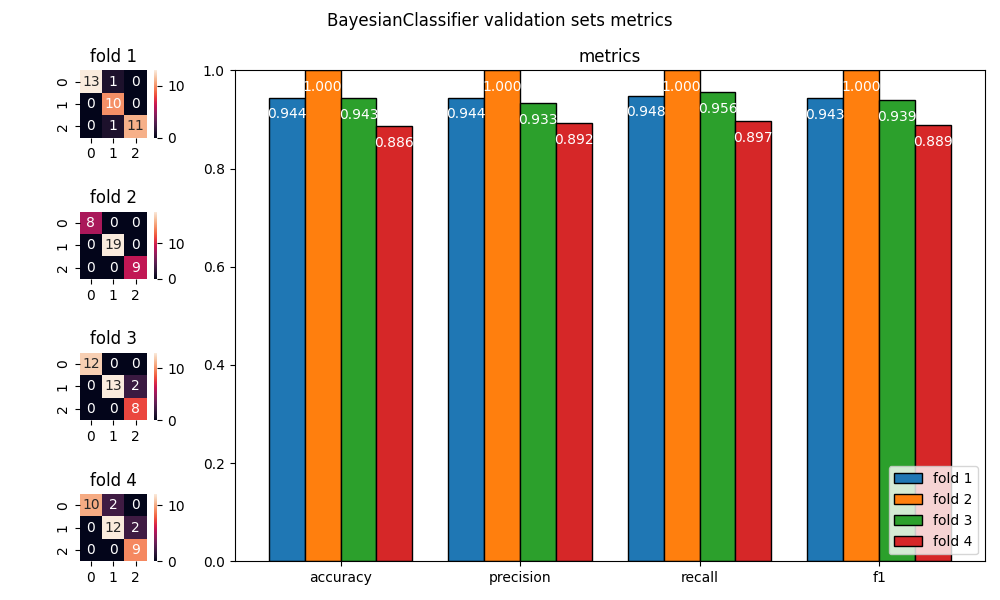 BayesianClassifier validation sets metrics
fold 1
0 13 1 0
1 0 10 0
2 0 1 11
0 1 2
10
0
fold 2
0 8 0 0
1 0 19 0
2 0 0 9
0 1 2
10
0
fold 3
0 12 0 0
1 0 13 2
2 0 0 8
0 1 2
10
0
fold 4
0 10 2 0
1 0 12 2
2 0 0 9
0 1 2
10
0
metrics
1.0
0.8
0.6
0.4
0.2
0.0
0.944 1.000 0.943 0.886
0.944 1.000 0.933 0.892
0.948 1.000 0.956 0.897
0.943 1.000 0.939 0.889
accuracy precision recall f1
fold 1
fold 2
fold 3
fold 4